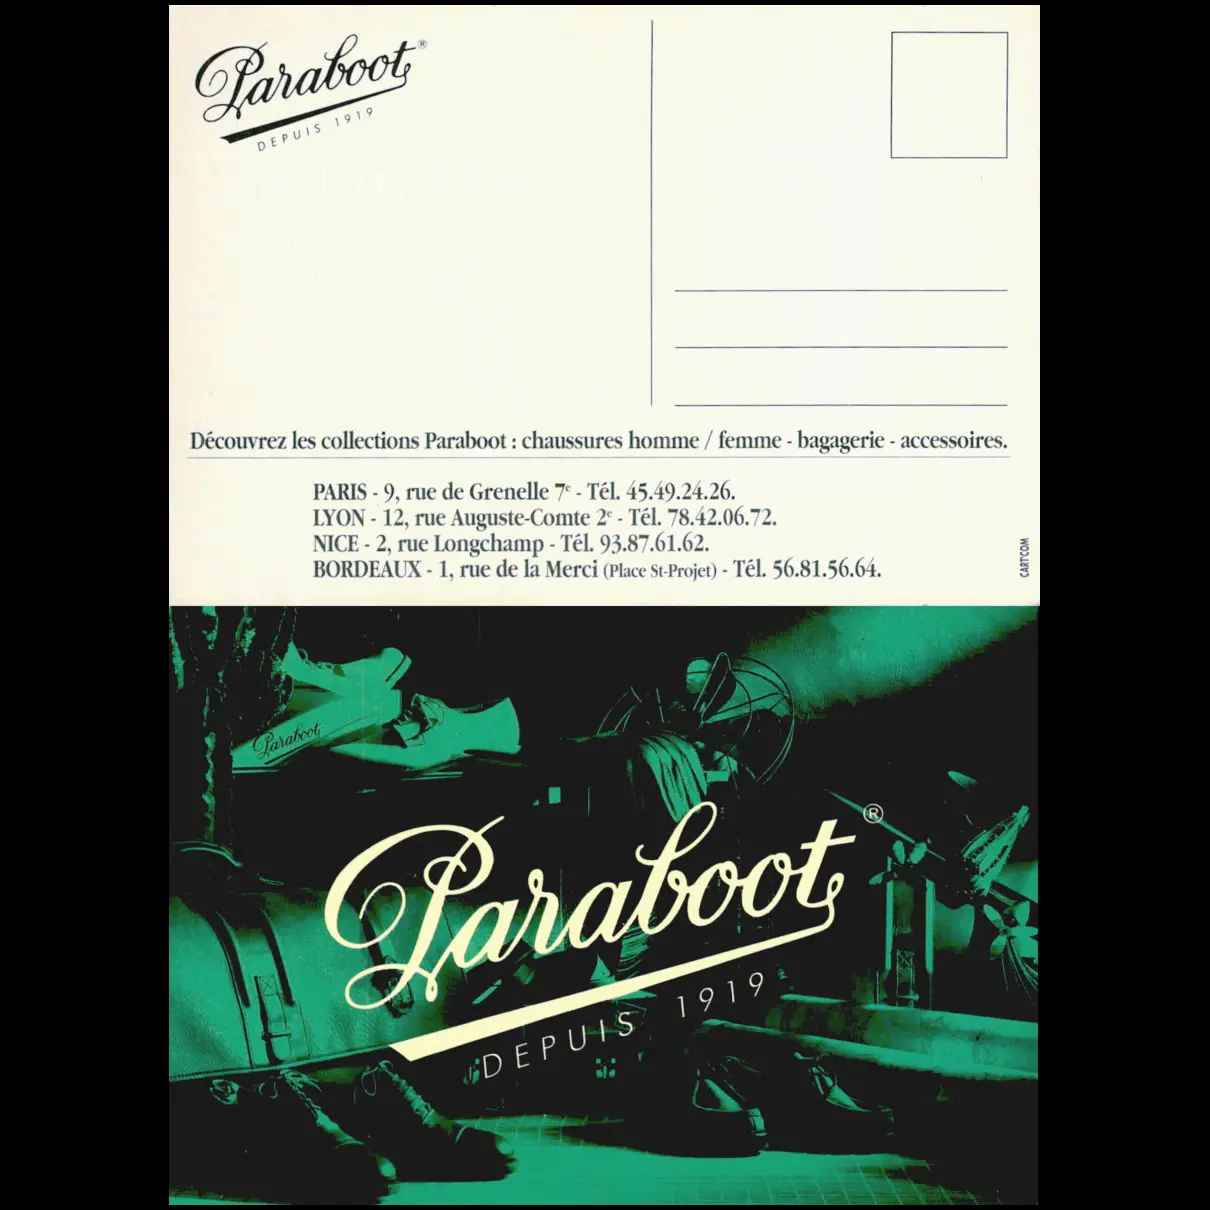 Paraboot®
DEPUIS 1919
Découvrez les collections Paraboot : chaussures homme / femme - bagagerie - accessoires.
PARIS - 9, rue de Grenelle 7e - Tél. 45.49.24.26.
LYON - 12, rue Auguste-Comte 2e - Tél. 78.42.06.72.
NICE - 2, rue Longchamp - Tél. 93.87.61.62.
BORDEAUX - 1, rue de la Merci (Place St-Projet) - Tél. 56.81.56.64.
CART'COM
Paraboot
Paraboot®
DEPUIS 1919